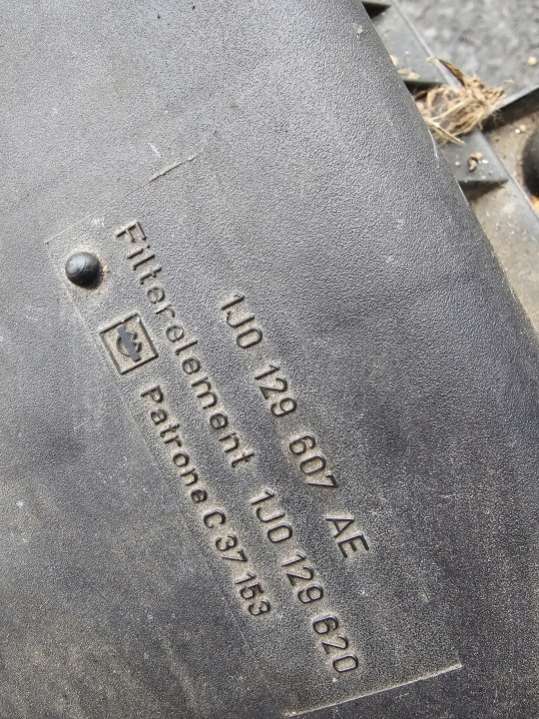 1J0 129 607 AE
Filterelement 1J0 129 620
Patrone C 37 153